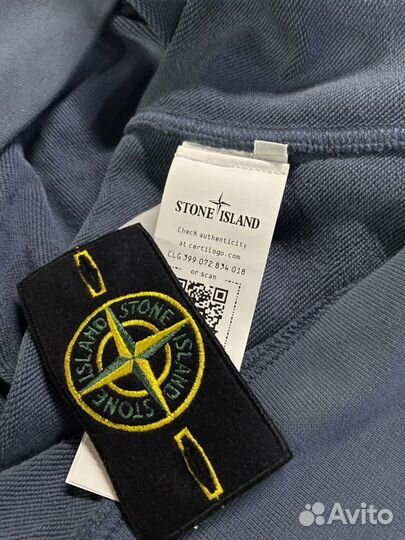 STONE ISLAND
Check authenticity
at certilogo.com
CLG 399 072 834 018
or scan
STONE ISLAND
STONE ISLAND
Avito